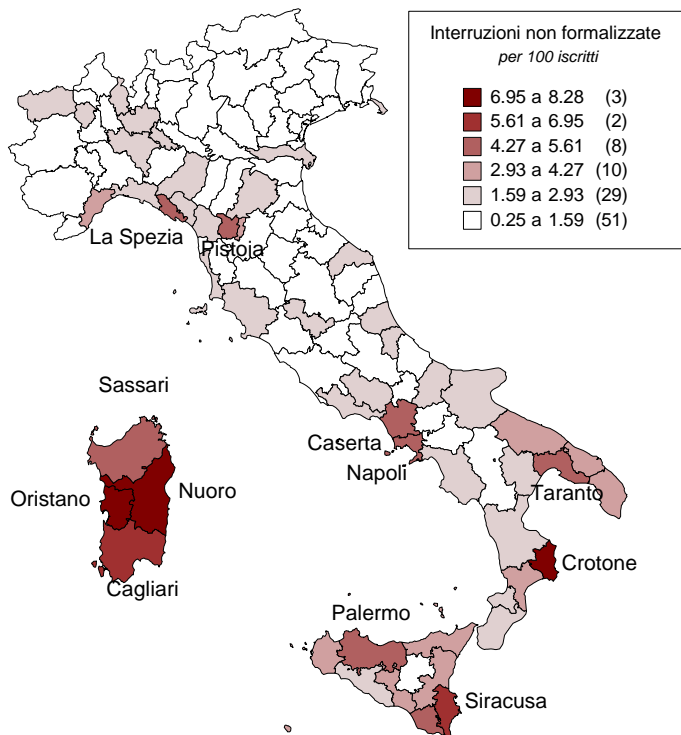 Interruzioni non formalizzate
per 100 iscritti
6.95 a 8.28 (3)
5.61 a 6.95 (2)
4.27 a 5.61 (8)
2.93 a 4.27 (10)
1.59 a 2.93 (29)
0.25 a 1.59 (51)
La Spezia
Pistoia
Sassari
Caserta
Napoli
Oristano
Nuoro
Taranto
Cagliari
Crotone
Palermo
Siracusa